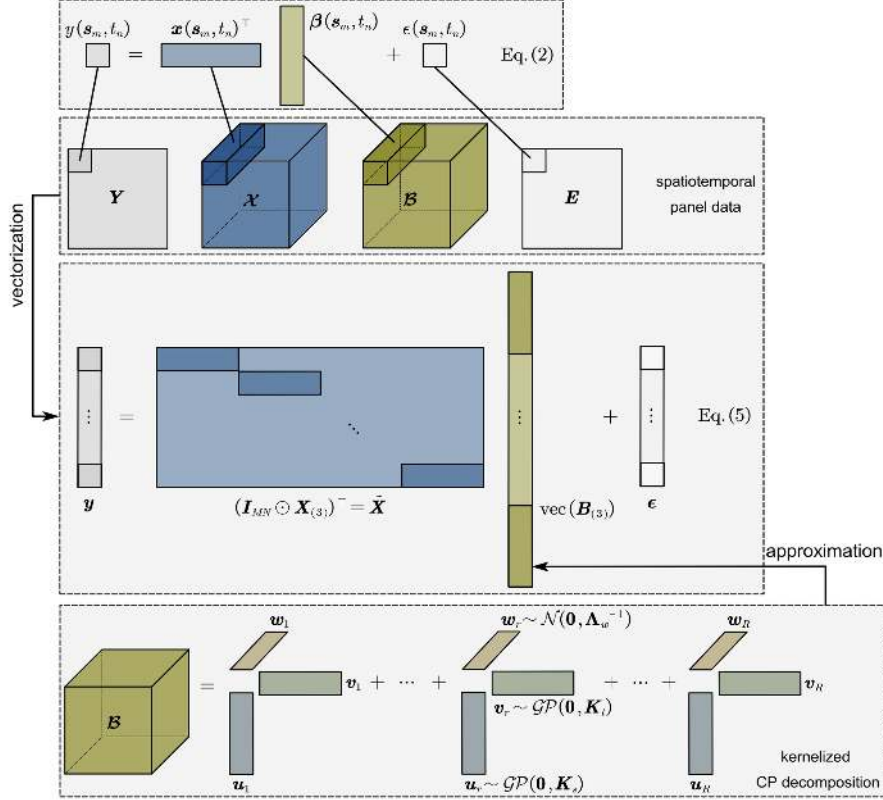 y(s_m, t_n) = x(s_m, t_n)^⊤ β(s_m, t_n) + ϵ(s_m, t_n) Eq.(2)
Y 𝒳 ℬ E
spatiotemporal
panel data
vectorization
⋮ = ⋱ ⋮ + ⋮ Eq.(5)
y (I_{MN} ⊙ X_{(3)})^⊤ = X̃ vec(B_{(3)}) ϵ
approximation
w_1 w_r ~ 𝒩(0, Λ_w^{-1}) w_R
ℬ = v_1 + ⋯ + + ⋯ + v_R
v_r ~ 𝒢𝒫(0, K_t)
u_1 u_r ~ 𝒢𝒫(0, K_s) u_R
kernelized
CP decomposition